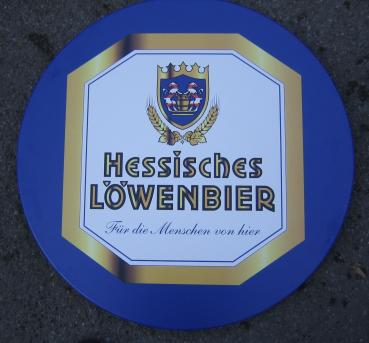 Hessisches
LÖWENBIER
Für die Menschen von hier